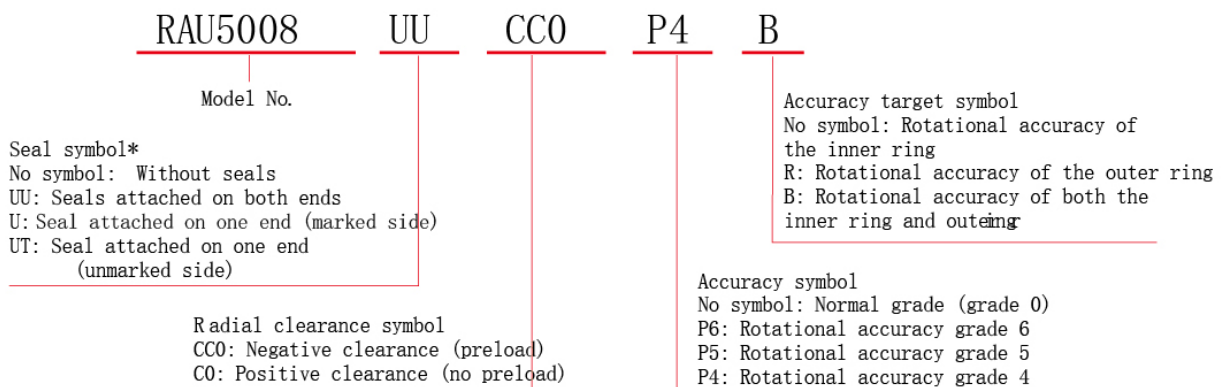 RAU5008 UU CC0 P4 B
Model No.
Accuracy target symbol
No symbol: Rotational accuracy of
the inner ring
R: Rotational accuracy of the outer ring
B: Rotational accuracy of both the
inner ring and outer
Seal symbol*
No symbol: Without seals
UU: Seals attached on both ends
U: Seal attached on one end (marked side)
UT: Seal attached on one end
(unmarked side)
Radial clearance symbol
CC0: Negative clearance (preload)
C0: Positive clearance (no preload)
Accuracy symbol
No symbol: Normal grade (grade 0)
P6: Rotational accuracy grade 6
P5: Rotational accuracy grade 5
P4: Rotational accuracy grade 4